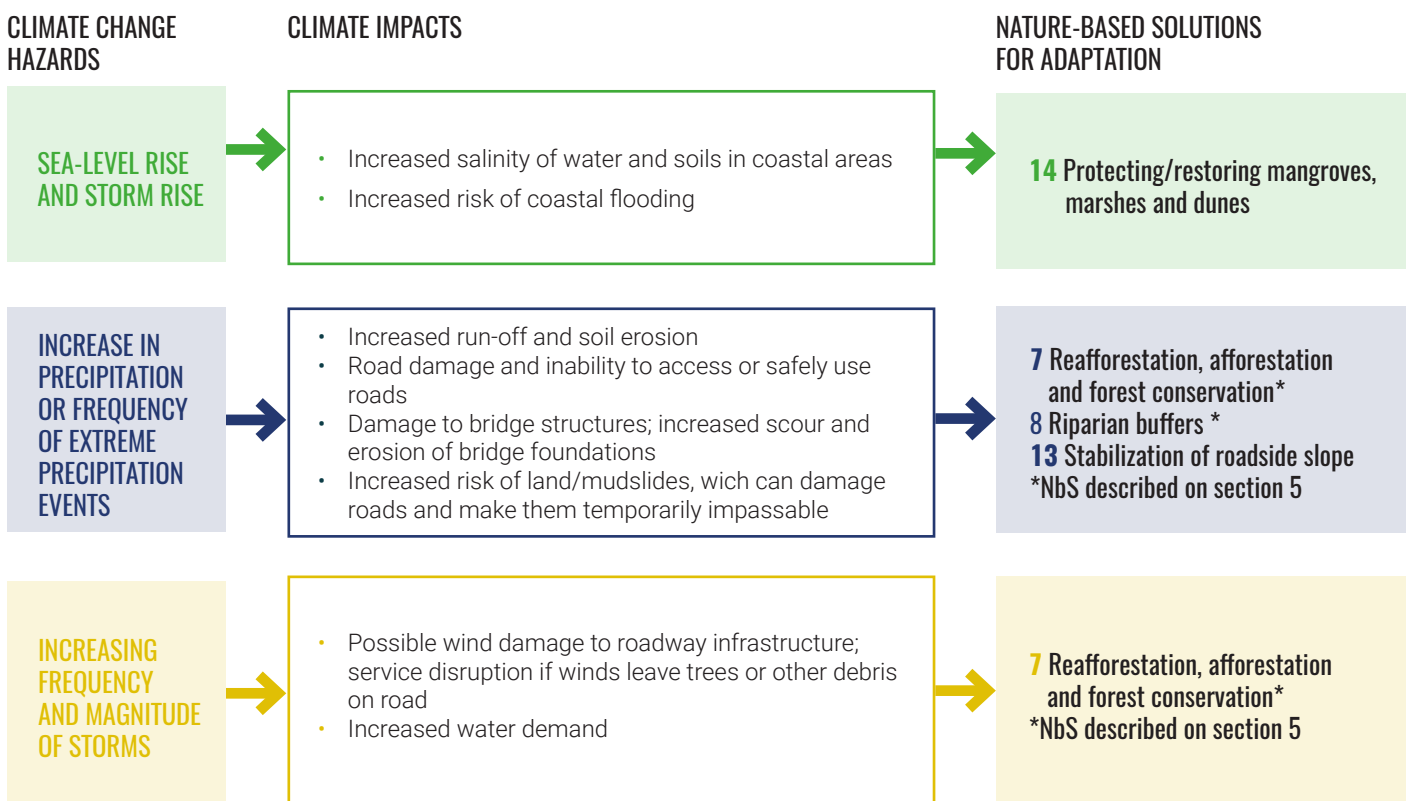 CLIMATE CHANGE
HAZARDS
CLIMATE IMPACTS
NATURE-BASED SOLUTIONS
FOR ADAPTATION
SEA-LEVEL RISE
AND STORM RISE
• Increased salinity of water and soils in coastal areas
• Increased risk of coastal flooding
14 Protecting/restoring mangroves,
marshes and dunes
INCREASE IN
PRECIPITATION
OR FREQUENCY
OF EXTREME
PRECIPITATION
EVENTS
• Increased run-off and soil erosion
• Road damage and inability to access or safely use
roads
• Damage to bridge structures; increased scour and
erosion of bridge foundations
• Increased risk of land/mudslides, wich can damage
roads and make them temporarily impassable
7 Reafforestation, afforestation
and forest conservation*
8 Riparian buffers *
13 Stabilization of roadside slope
*NbS described on section 5
INCREASING
FREQUENCY
AND MAGNITUDE
OF STORMS
• Possible wind damage to roadway infrastructure;
service disruption if winds leave trees or other debris
on road
• Increased water demand
7 Reafforestation, afforestation
and forest conservation*
*NbS described on section 5